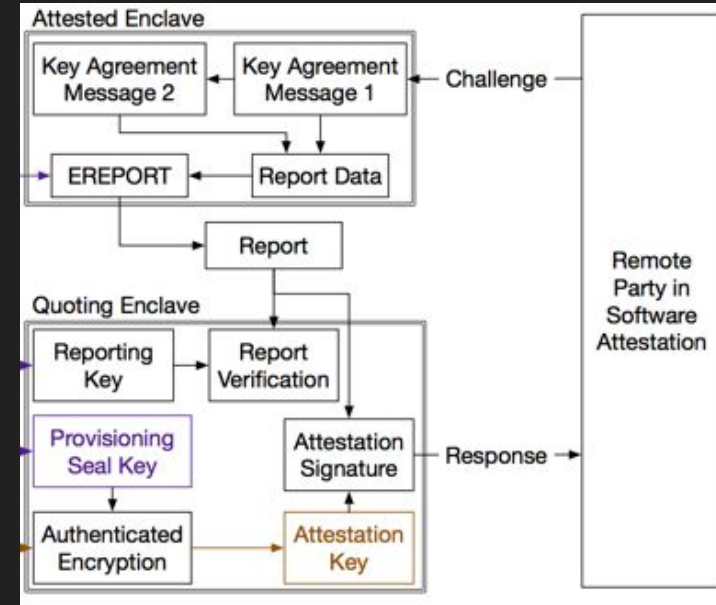 Attested Enclave
Key Agreement
Message 2
Key Agreement
Message 1
Challenge
EREPORT
Report Data
Report
Remote
Party in
Software
Attestation
Quoting Enclave
Reporting
Key
Report
Verification
Provisioning
Seal Key
Attestation
Signature
Response
Authenticated
Encryption
Attestation
Key